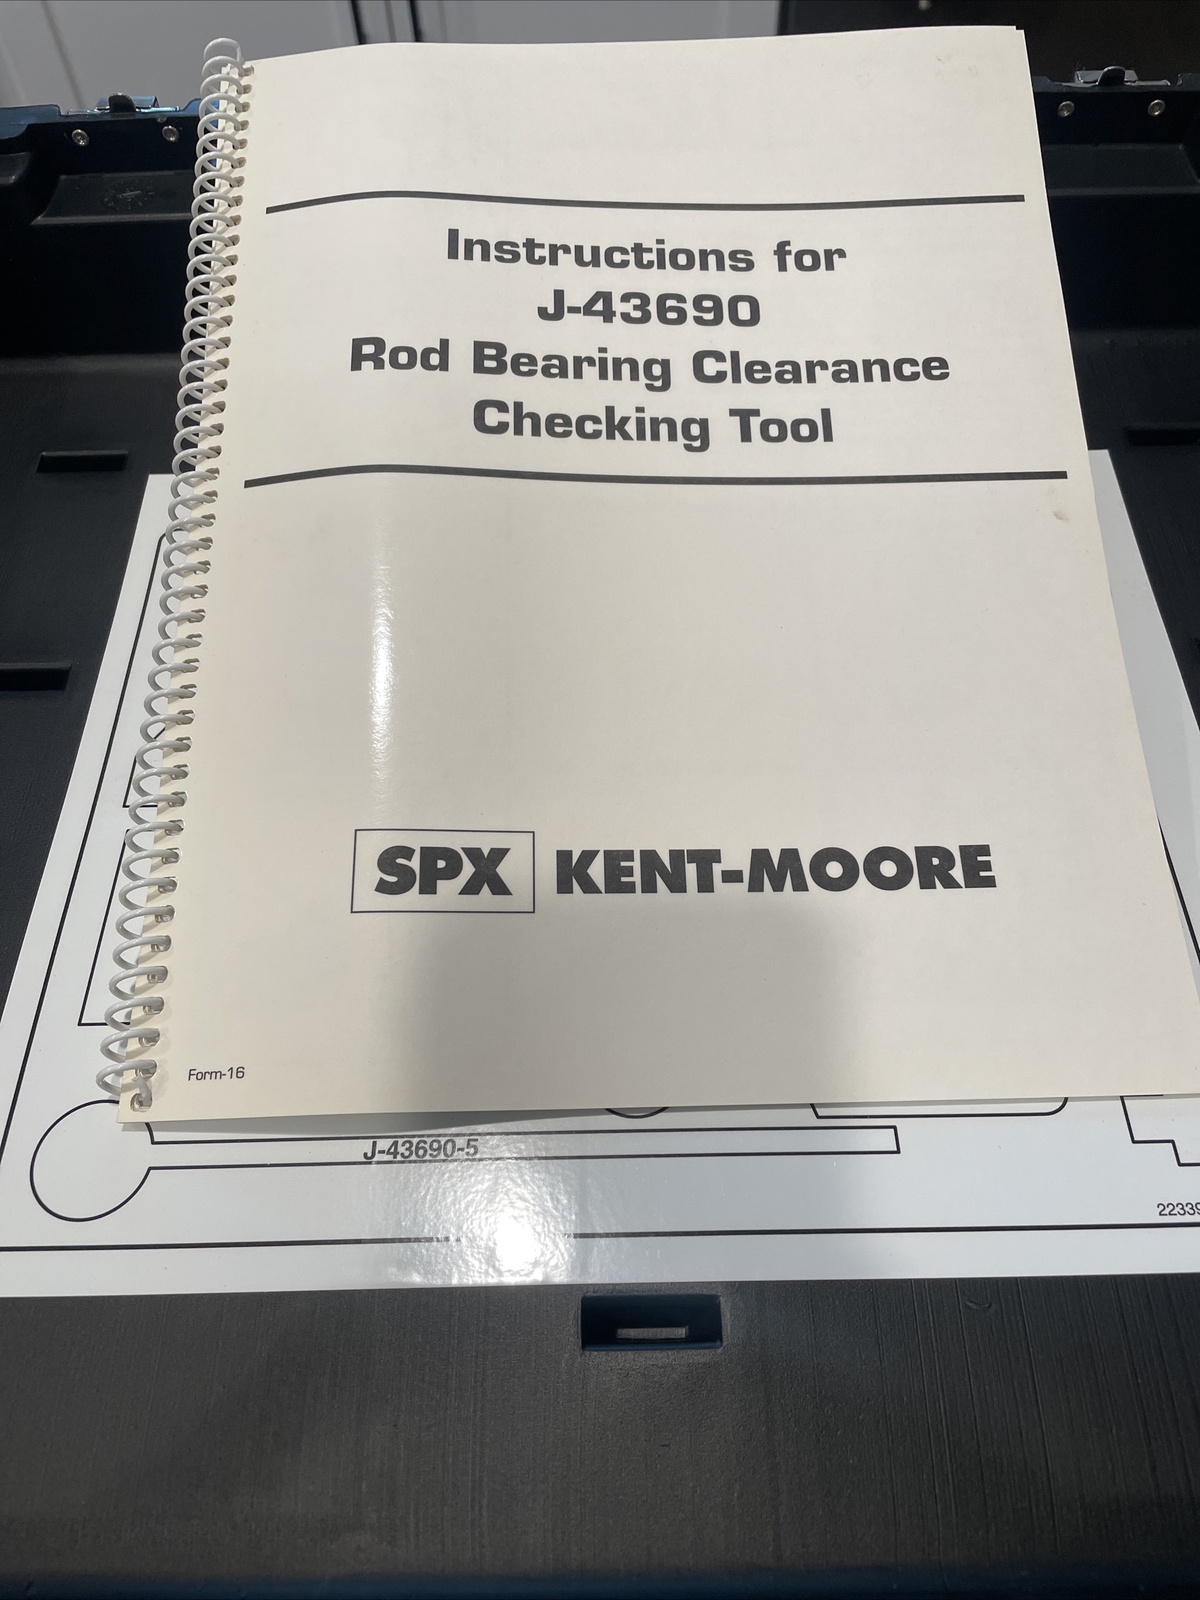 Instructions for
J-43690
Rod Bearing Clearance
Checking Tool
SPX KENT-MOORE
Form-16
J-43690-5